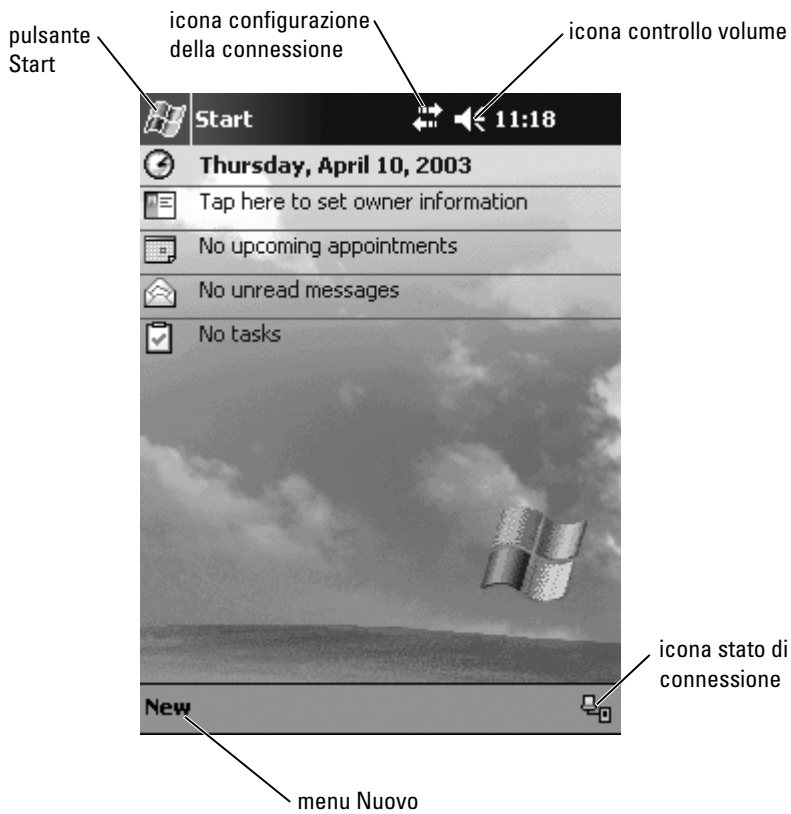 icona configurazione
della connessione
pulsante
Start
icona controllo volume
Start
11:18
Thursday, April 10, 2003
Tap here to set owner information
No upcoming appointments
No unread messages
No tasks
icona stato di
connessione
New
menu Nuovo